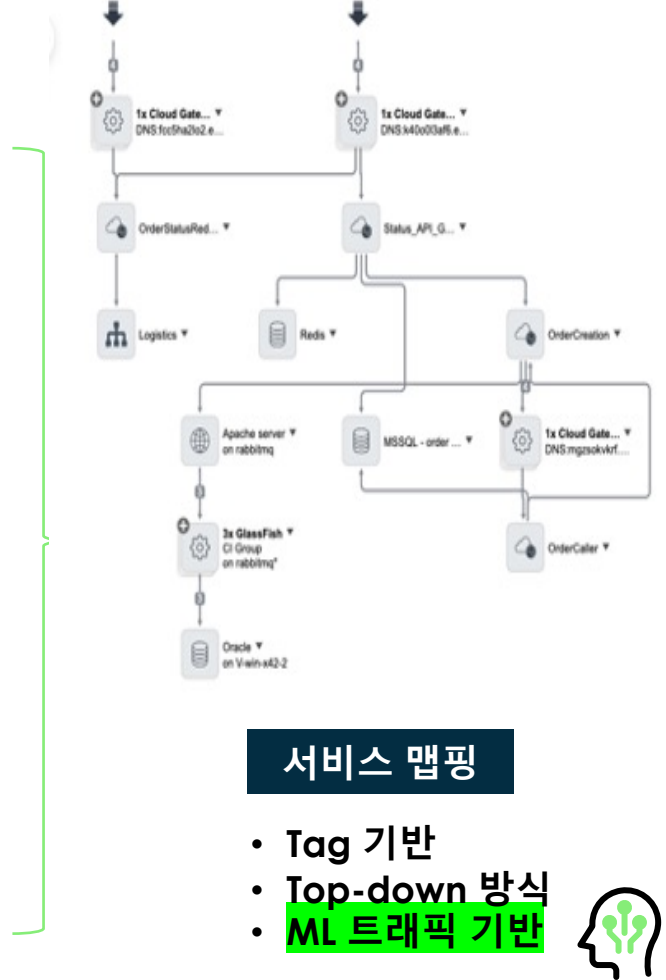 1x Cloud Gate... ▼
DNS:fcc5ha2lo2.e...
1x Cloud Gate... ▼
DNS:k40o0l3af6.e...
OrderStatusRed... ▼
Status_API_G... ▼
Logistics ▼
Redis ▼
OrderCreation ▼
Apache server ▼
on rabbitmq
MSSQL - order ... ▼
1x Cloud Gate... ▼
DNS:mgzsokvkrf....
3x GlassFish ▼
CI Group
on rabbitmq"
OrderCaller ▼
Oracle ▼
on V-win-x42-2
서비스 맵핑
• Tag 기반
• Top-down 방식
• ML 트래픽 기반